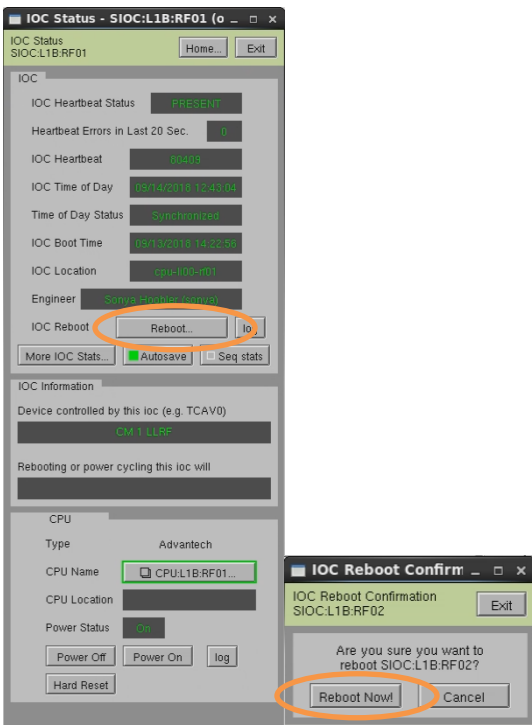 IOC Status - SIOC:L1B:RF01 (o
IOC Status
SIOC:L1B:RF01
Home...
Exit
IOC
IOC Heartbeat Status
PRESENT
Heartbeat Errors in Last 20 Sec.
0
IOC Heartbeat
80409
IOC Time of Day
09/14/2018 12:43:04
Time of Day Status
Synchronized
IOC Boot Time
09/13/2018 14:22:56
IOC Location
cpu-li00-rf01
Engineer
Sonya Hoobler (sonya)
IOC Reboot
Reboot...
log
More IOC Stats...
Autosave
Seq stats
IOC Information
Device controlled by this ioc (e.g. TCAV0)
CM 1 LLRF
Rebooting or power cycling this ioc will
CPU
Type
Advantech
CPU Name
CPU:L1B:RF01...
CPU Location
Power Status
On
Power Off
Power On
log
Hard Reset
IOC Reboot Confirm
IOC Reboot Confirmation
SIOC:L1B:RF02
Exit
Are you sure you want to
reboot SIOC:L1B:RF02?
Reboot Now!
Cancel